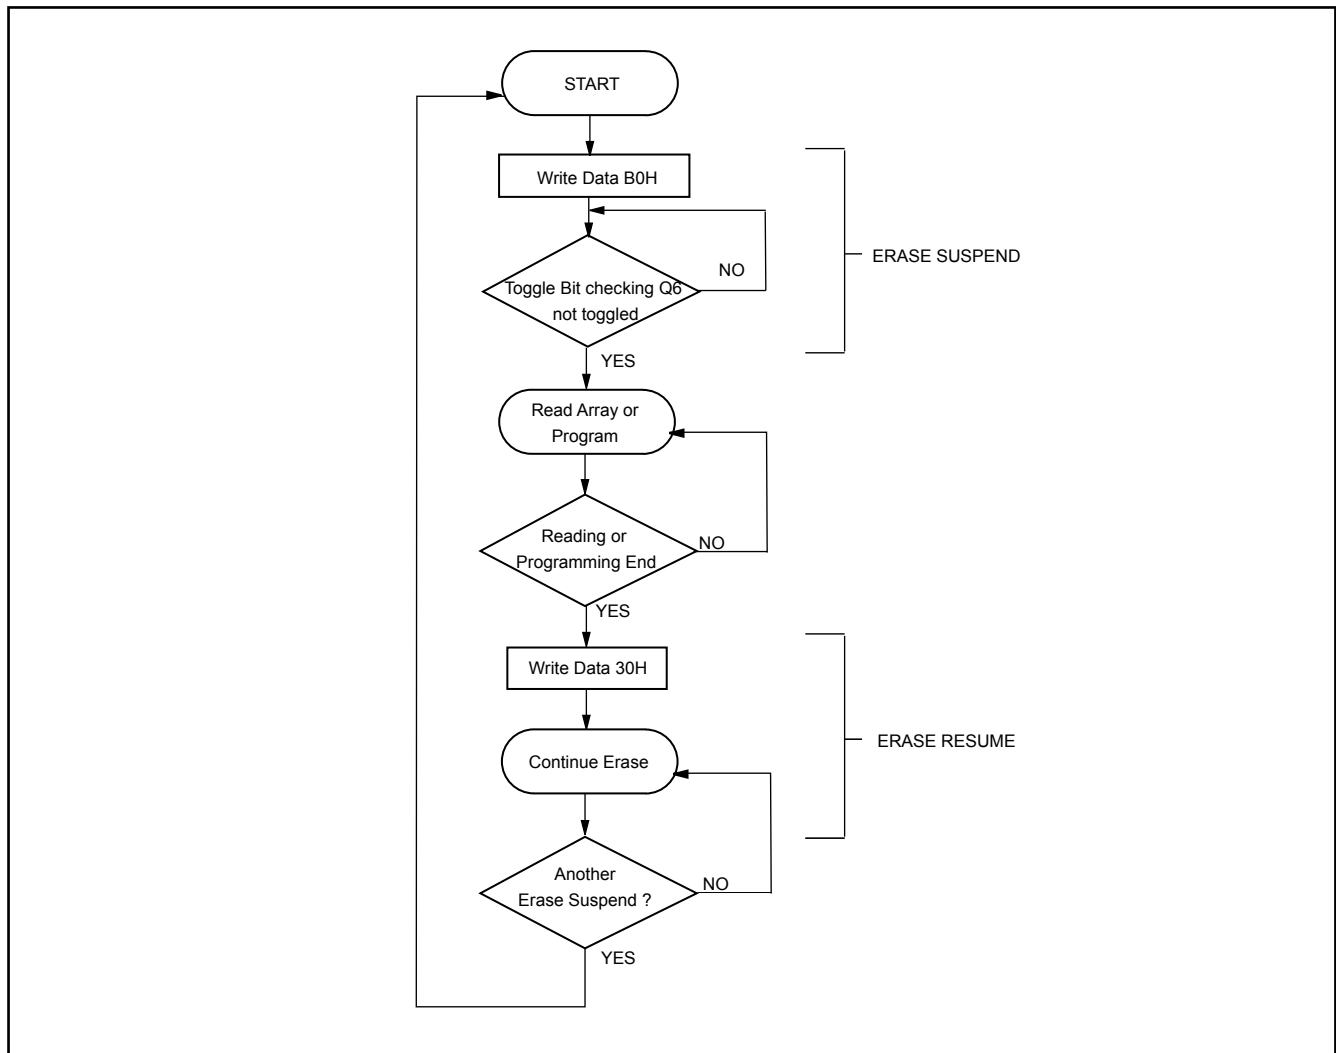 START
Write Data B0H
ERASE SUSPEND
NO
Toggle Bit checking Q6
not toggled
YES
Read Array or
Program
Reading or
Programming End
NO
YES
Write Data 30H
ERASE RESUME
Continue Erase
Another
Erase Suspend ?
NO
YES